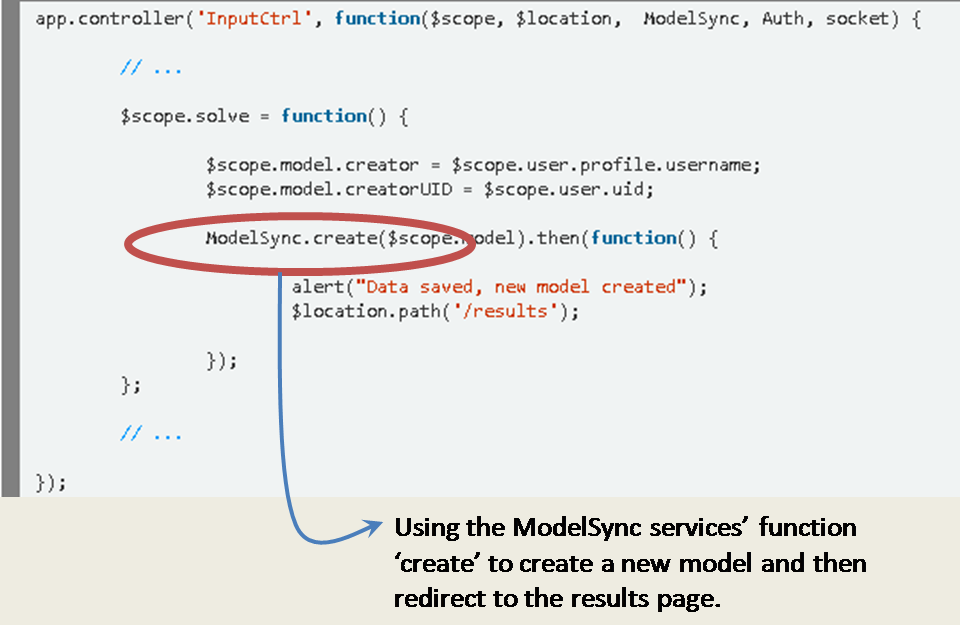 app.controller('InputCtrl', function($scope, $location,  ModelSync, Auth, socket) {
// ...
$scope.solve = function() {
$scope.model.creator = $scope.user.profile.username;
$scope.model.creatorUID = $scope.user.uid;
ModelSync.create($scope.model).then(function() {
alert("Data saved, new model created");
$location.path('/results');
});
};
// ...
});
Using the ModelSync services’ function
‘create’ to create a new model and then
redirect to the results page.